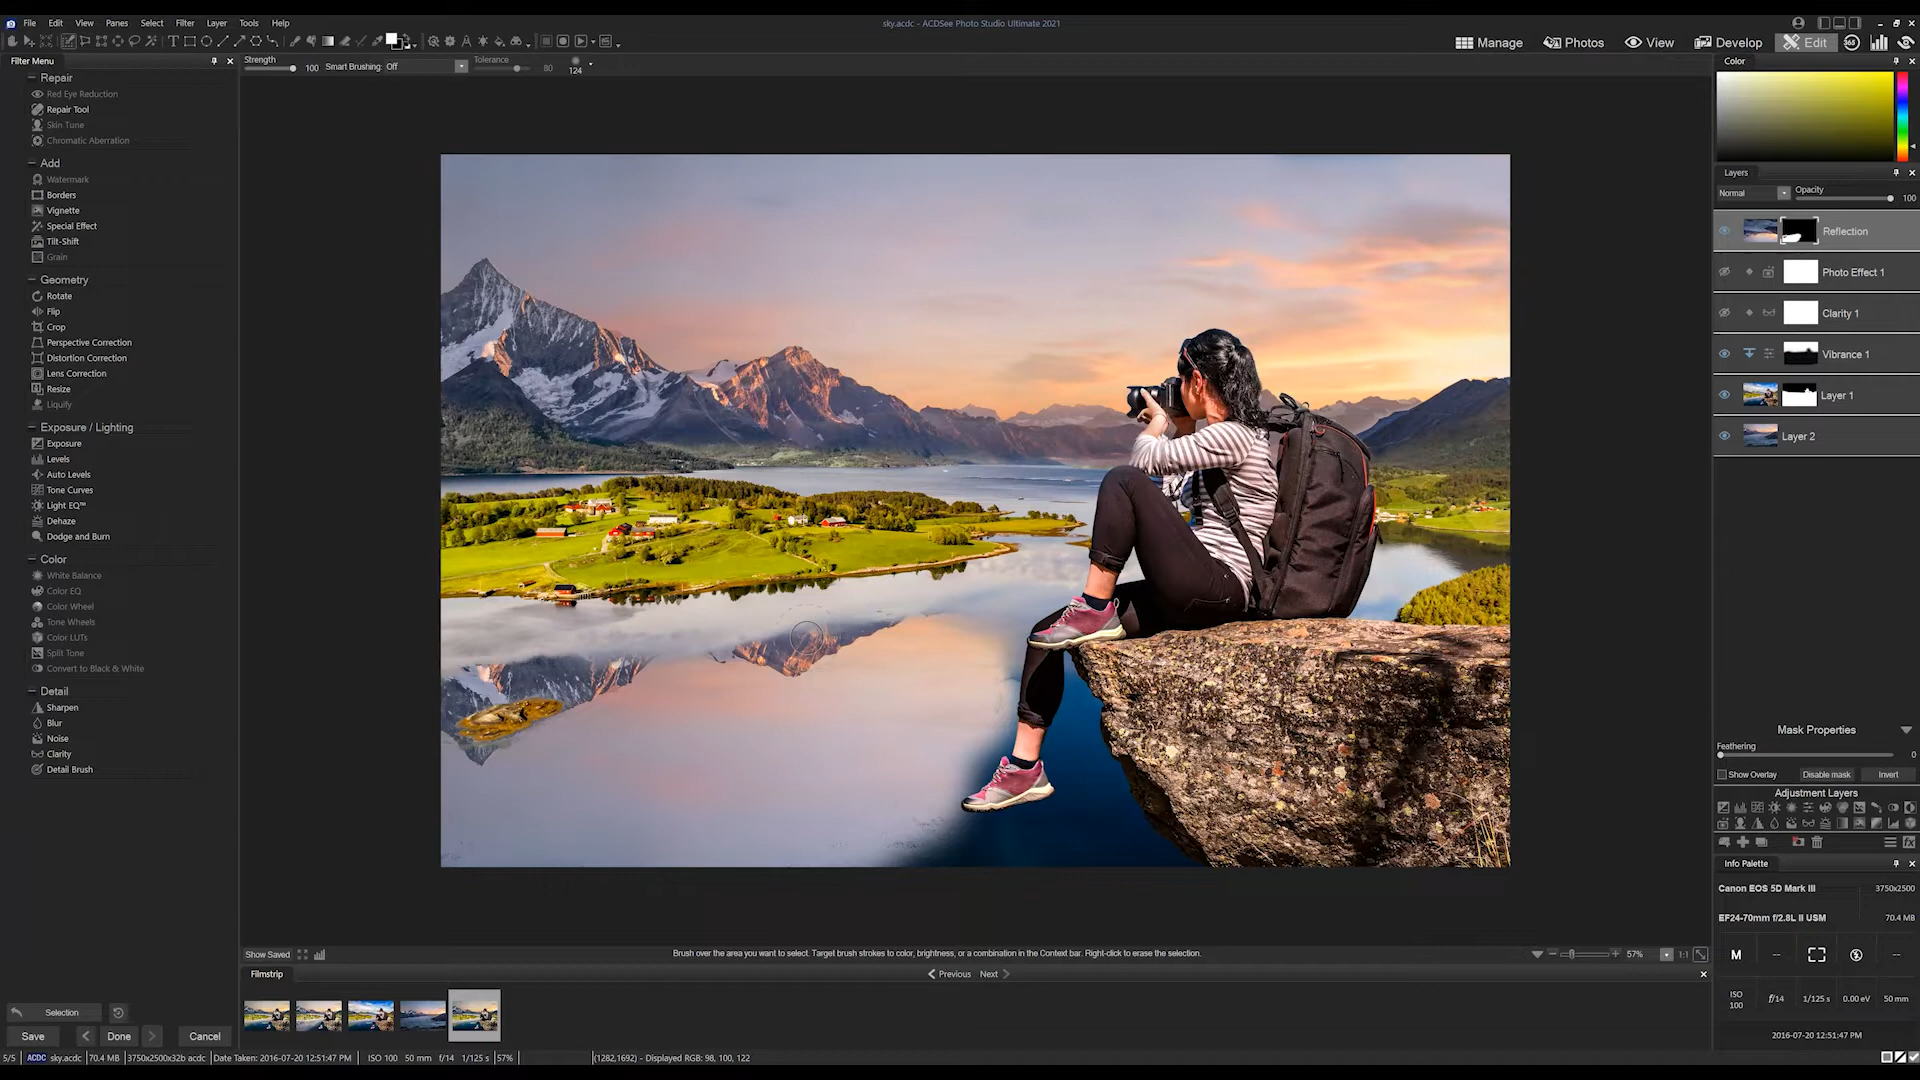 File Edit View Panes Select Filter Layer Tools Help
sky.acdc - ACDSee Photo Studio Ultimate 2021
Manage Photos View Develop Edit 365
Filter Menu
Strength 100 Smart Brushing: Off Tolerance 80 124
Repair
Red Eye Reduction
Repair Tool
Skin Tune
Chromatic Aberration
Add
Watermark
Borders
Vignette
Special Effect
Tilt-Shift
Grain
Geometry
Rotate
Flip
Crop
Perspective Correction
Distortion Correction
Lens Correction
Resize
Liquify
Exposure / Lighting
Exposure
Levels
Auto Levels
Tone Curves
Light EQ™
Dehaze
Dodge and Burn
Color
White Balance
Color EQ
Color Wheel
Tone Wheels
Color LUTs
Split Tone
Convert to Black & White
Detail
Sharpen
Blur
Noise
Clarity
Detail Brush
Selection
Save Done Cancel
Color
Layers
Normal Opacity 100
Reflection
Photo Effect 1
Clarity 1
Vibrance 1
Layer 1
Layer 2
Mask Properties
Feathering 0
Show Overlay Disable mask Invert
Adjustment Layers
Info Palette
Canon EOS 5D Mark III 3750x2500
EF24-70mm f/2.8L II USM 70.4 MB
M -- --
ISO 100 f/14 1/125 s 0.00 eV 50 mm
2016-07-20 12:51:47 PM
Show Saved
Brush over the area you want to select. Target brush strokes to color, brightness, or a combination in the Context bar. Right-click to erase the selection.
57% 1:1
Filmstrip
Previous Next
5/5 ACDC sky.acdc 70.4 MB 3750x2500x32b acdc Date Taken: 2016-07-20 12:51:47 PM ISO 100 50 mm f/14 1/125 s 57% (1282,1692) - Displayed RGB: 98, 100, 122